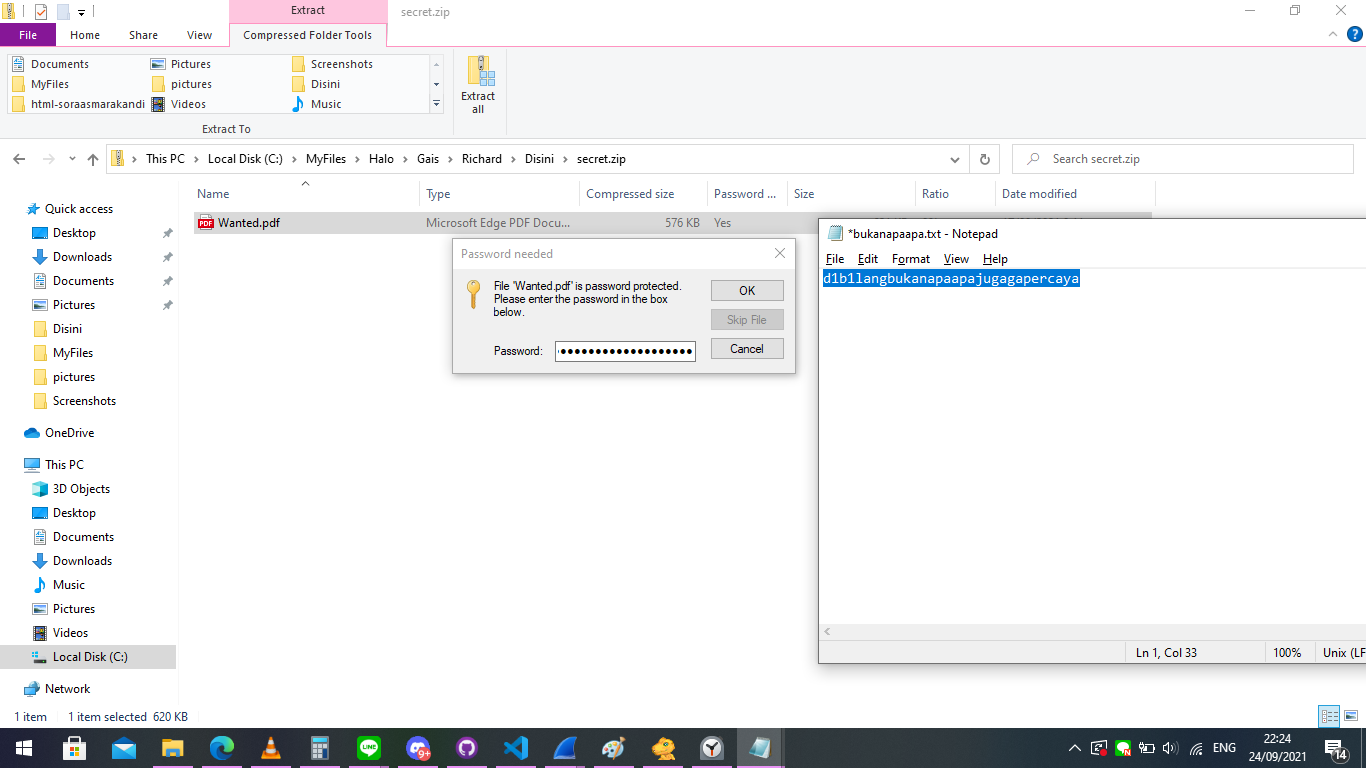 Extract
secret.zip
File Home Share View Compressed Folder Tools
Documents Pictures Screenshots
MyFiles pictures Disini
html-soraasmarakandi Videos Music
Extract all
Extract To
This PC Local Disk (C:) MyFiles Halo Gais Richard Disini secret.zip
Search secret.zip
Name Type Compressed size Password ... Size Ratio Date modified
Wanted.pdf Microsoft Edge PDF Docu... 576 KB Yes
Quick access
Desktop
Downloads
Documents
Pictures
Disini
MyFiles
pictures
Screenshots
OneDrive
This PC
3D Objects
Desktop
Documents
Downloads
Music
Pictures
Videos
Local Disk (C:)
Network
Password needed
File 'Wanted.pdf' is password protected.
Please enter the password in the box
below.
OK
Skip File
Password:
Cancel
*bukanapaapa.txt - Notepad
File Edit Format View Help
d1b1llangbukanapaapajugagapercaya
Ln 1, Col 33 100% Unix (LF
1 item 1 item selected 620 KB
ENG
22:24
24/09/2021
14